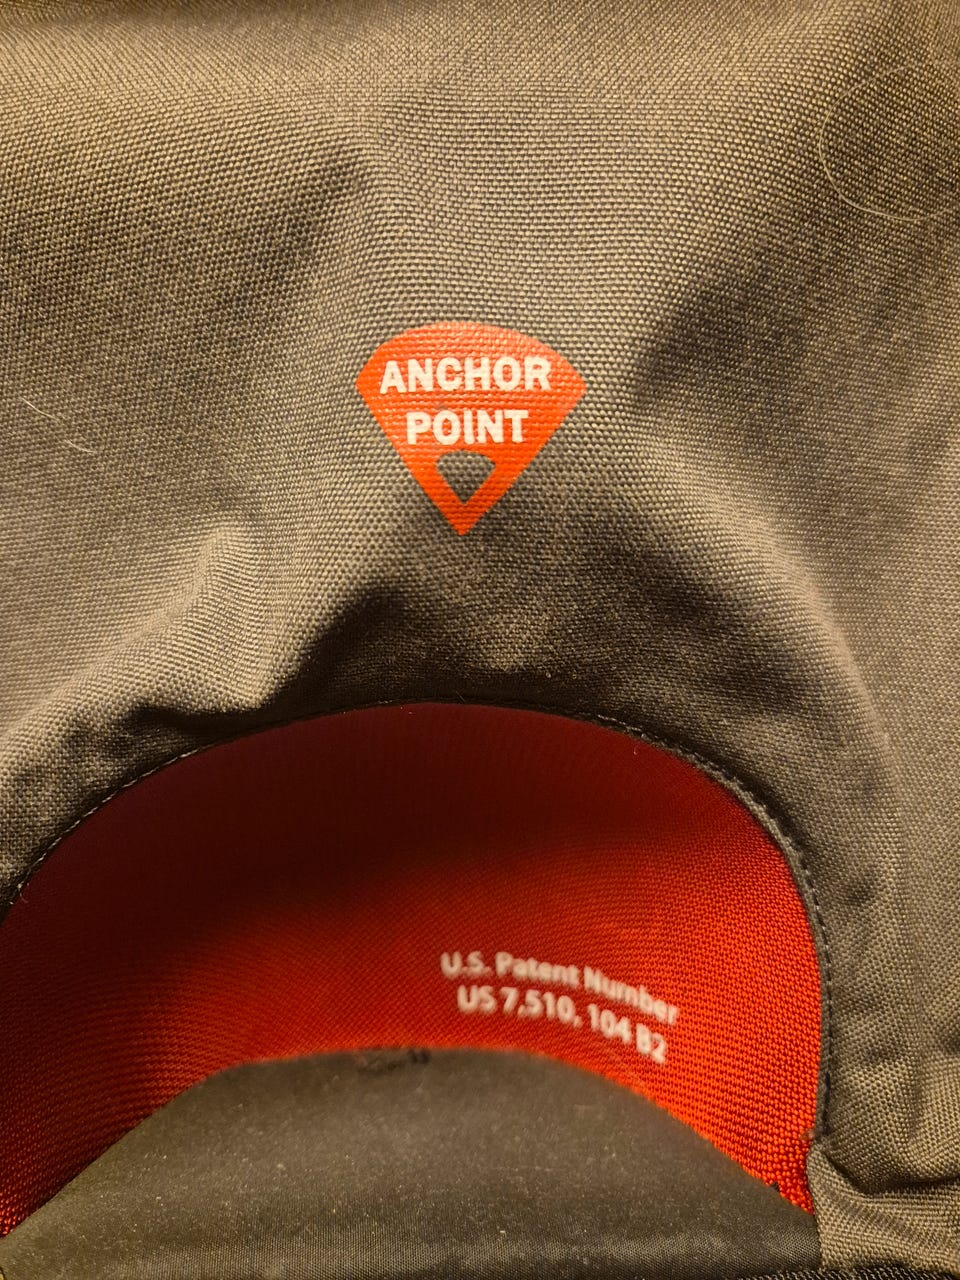 ANCHOR
POINT
U.S. Patent Number
US 7,510, 104 B2